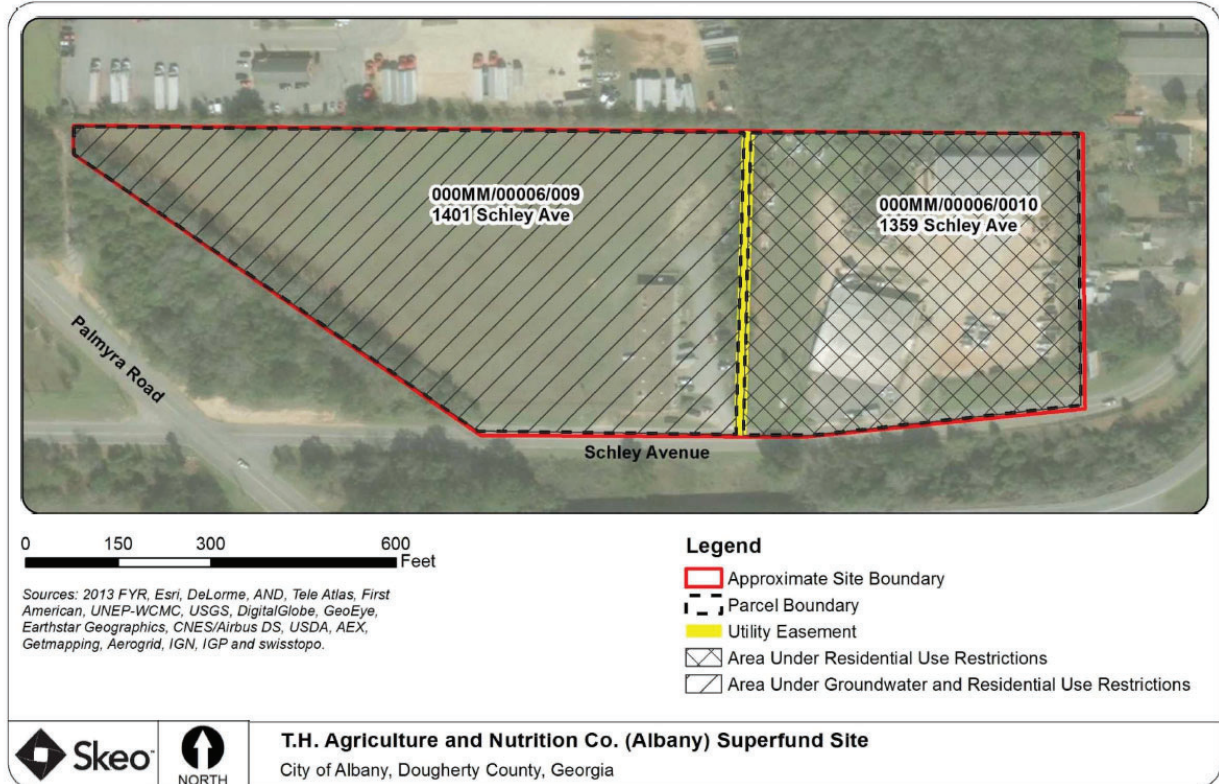 000MM/00006/009
1401 Schley Ave
000MM/00006/0010
1359 Schley Ave
Palmyra Road
Schley Avenue
0 150 300 600
Feet
Sources: 2013 FYR, Esri, DeLorme, AND, Tele Atlas, First
American, UNEP-WCMC, USGS, DigitalGlobe, GeoEye,
Earthstar Geographics, CNES/Airbus DS, USDA, AEX,
Getmapping, Aerogrid, IGN, IGP and swisstopo.
Legend
Approximate Site Boundary
Parcel Boundary
Utility Easement
Area Under Residential Use Restrictions
Area Under Groundwater and Residential Use Restrictions
Skeo
NORTH
T.H. Agriculture and Nutrition Co. (Albany) Superfund Site
City of Albany, Dougherty County, Georgia